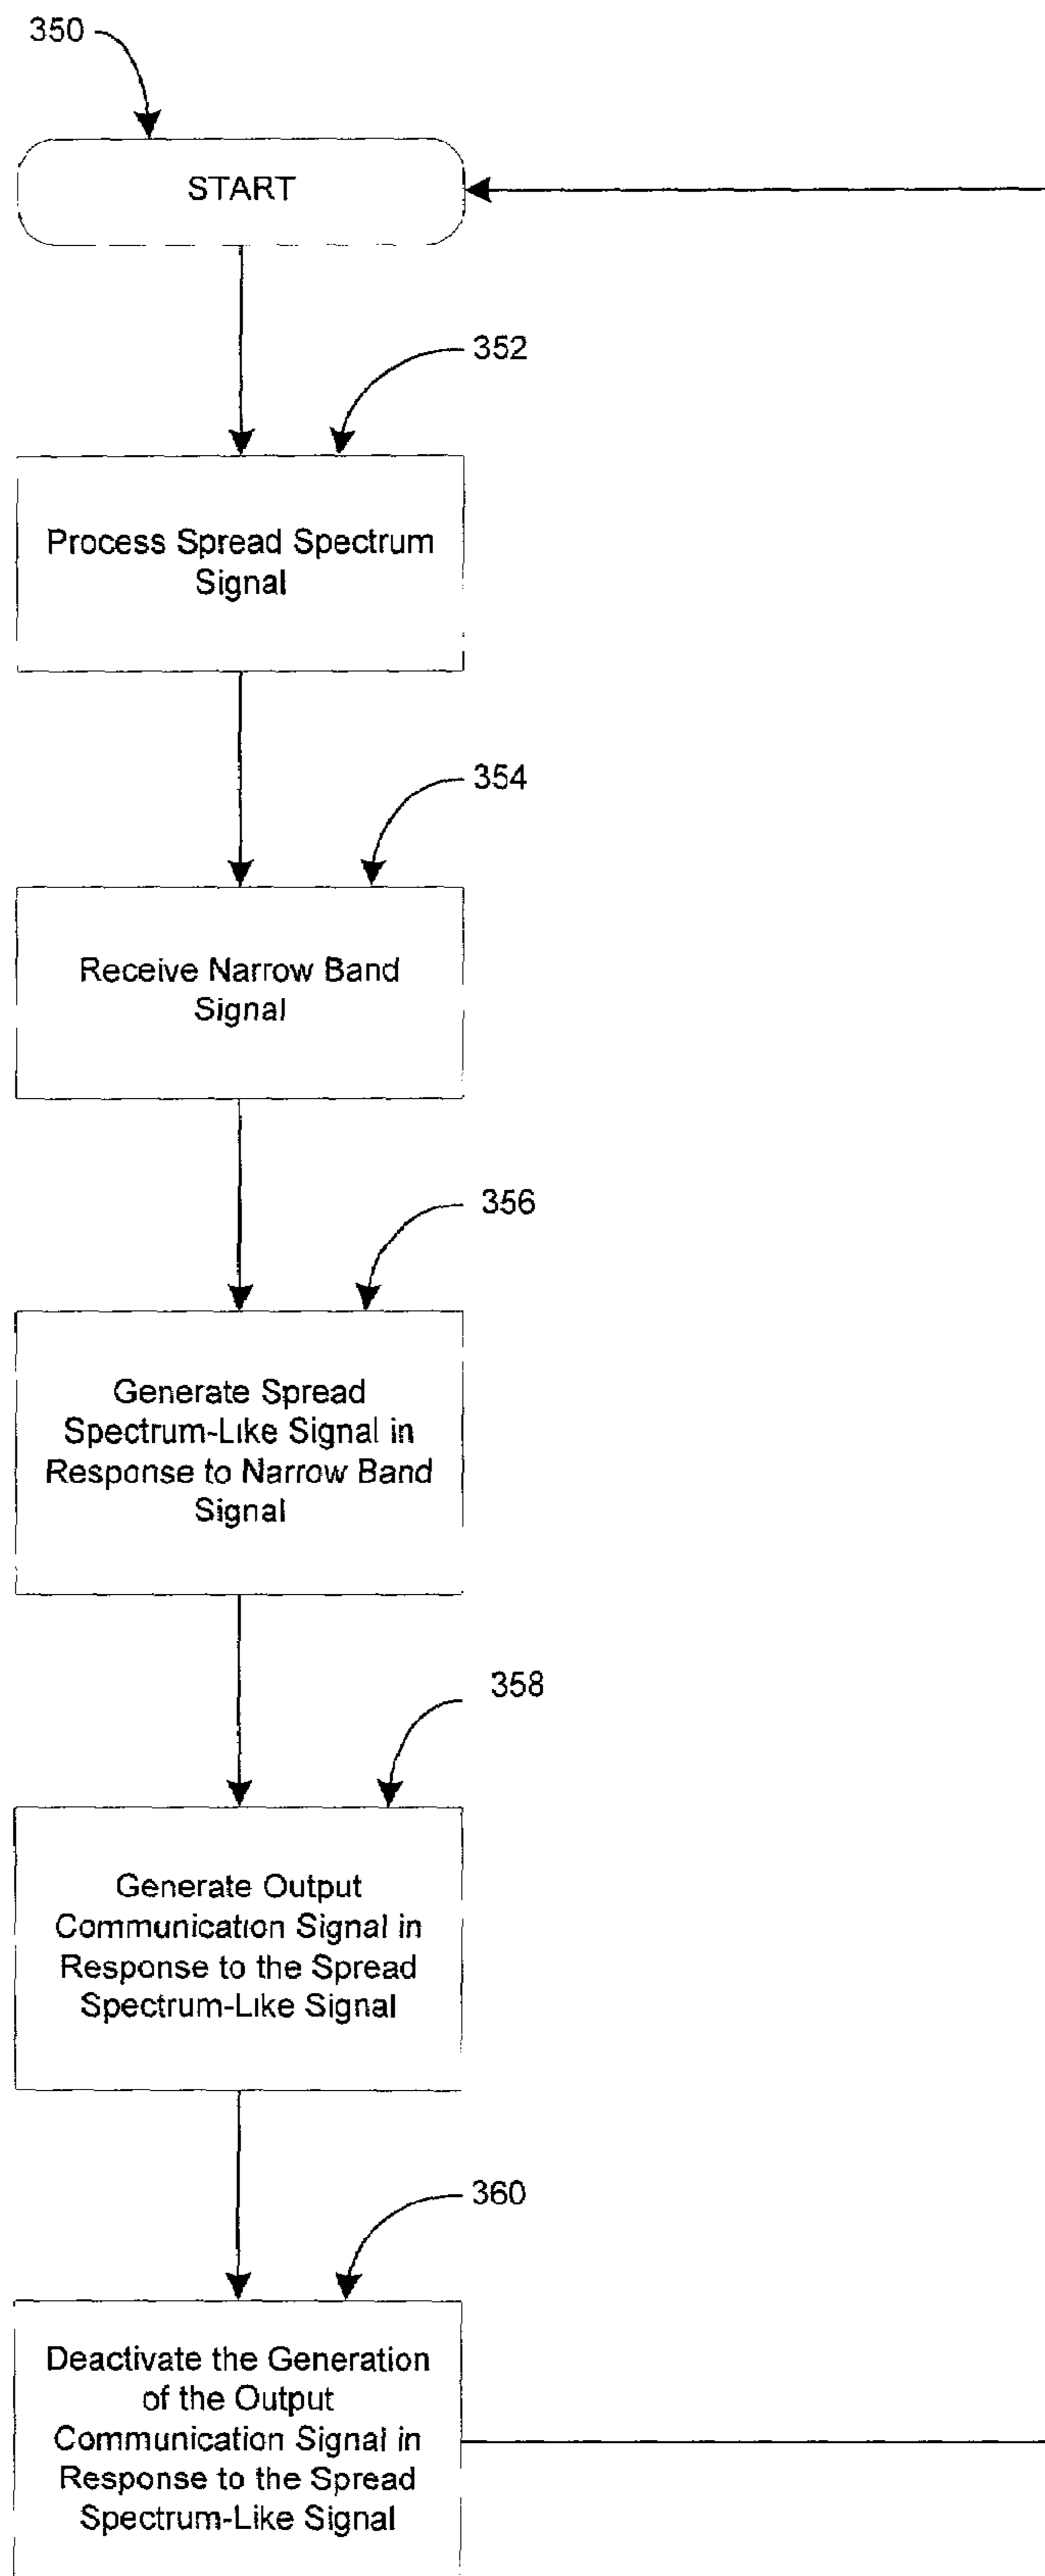 350
START
352
Process Spread Spectrum
Signal
354
Receive Narrow Band
Signal
356
Generate Spread
Spectrum-Like Signal in
Response to Narrow Band
Signal
358
Generate Output
Communication Signal in
Response to the Spread
Spectrum-Like Signal
360
Deactivate the Generation
of the Output
Communication Signal in
Response to the Spread
Spectrum-Like Signal